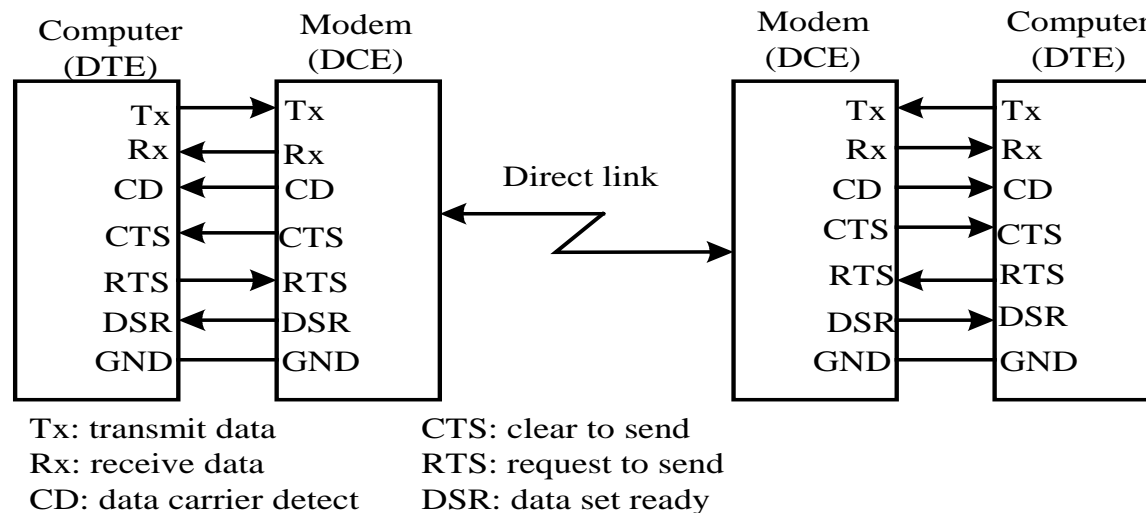 Computer
(DTE)
Modem
(DCE)
Modem
(DCE)
Computer
(DTE)
Tx
Rx
CD
CTS
RTS
DSR
GND
Tx
Rx
CD
CTS
RTS
DSR
GND
Direct link
Tx
Rx
CD
CTS
RTS
DSR
GND
Tx
Rx
CD
CTS
RTS
DSR
GND
Tx: transmit data
Rx: receive data
CD: data carrier detect
CTS: clear to send
RTS: request to send
DSR: data set ready